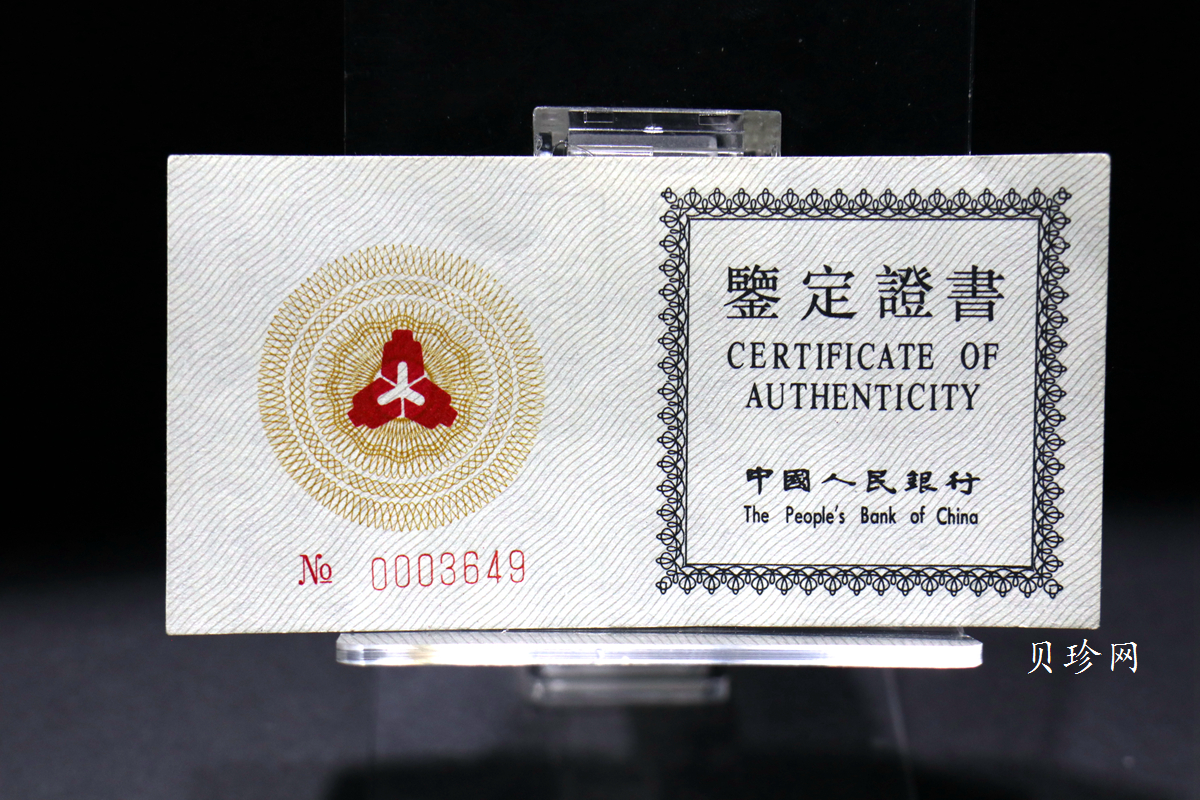 № 0003649
鑒定證書
CERTIFICATE OF
AUTHENTICITY
中國人民銀行
The People's Bank of China
贝珍网